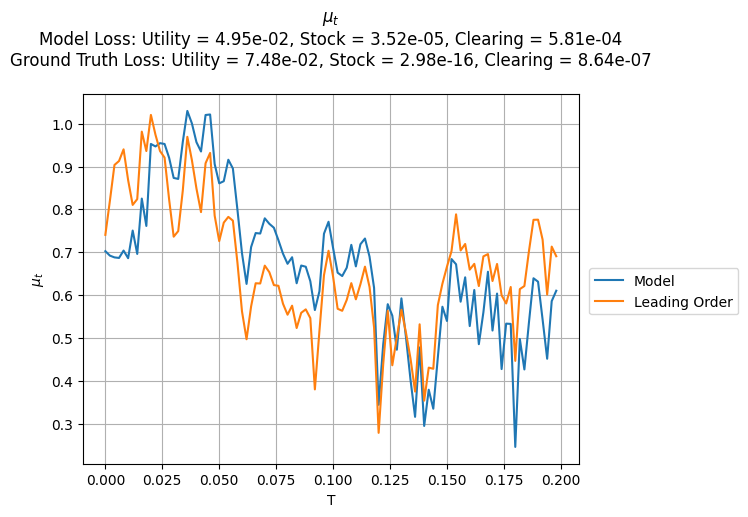 μₜ
Model Loss: Utility = 4.95e-02, Stock = 3.52e-05, Clearing = 5.81e-04
Ground Truth Loss: Utility = 7.48e-02, Stock = 2.98e-16, Clearing = 8.64e-07
1.0
0.9
0.8
0.7
0.6
0.5
0.4
0.3
μₜ
Model
Leading Order
0.000 0.025 0.050 0.075 0.100 0.125 0.150 0.175 0.200
T